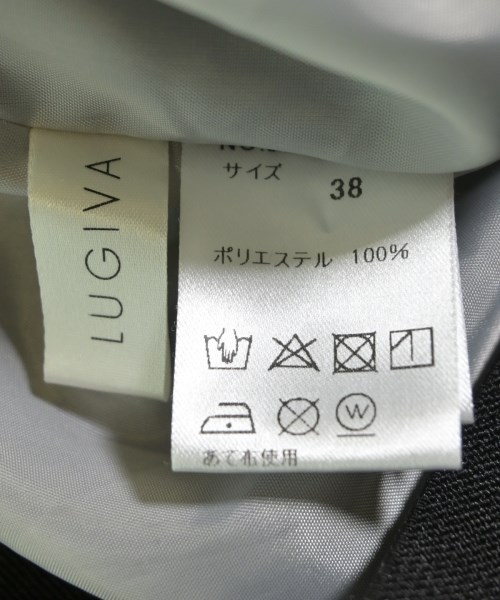 LUGIVA
サイズ 38
ポリエステル 100%
W
あて布使用